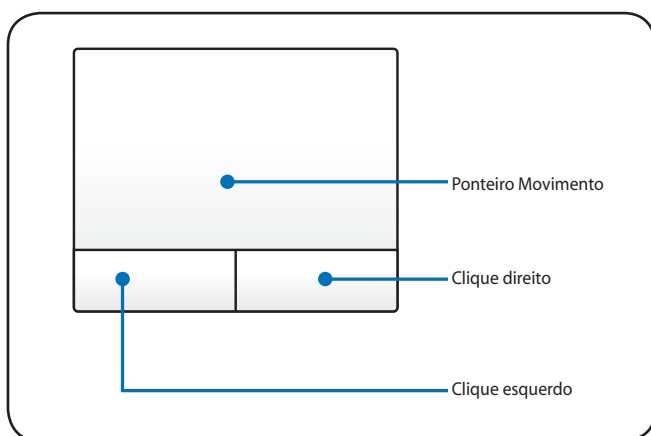 Ponteiro Movimento
Clique direito
Clique esquerdo